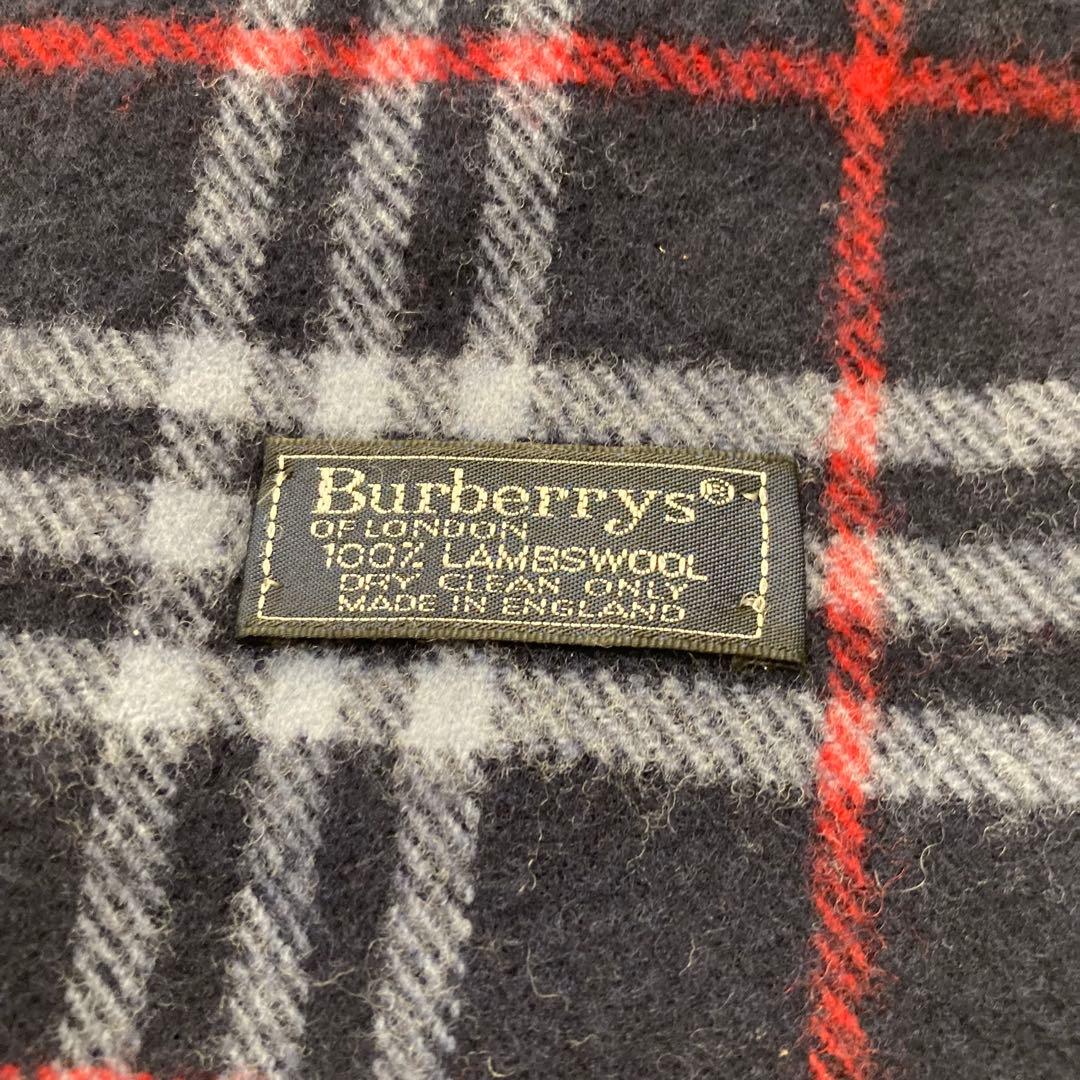 Burberrys®
OF LONDON
100% LAMBSWOOL
DRY CLEAN ONLY
MADE IN ENGLAND